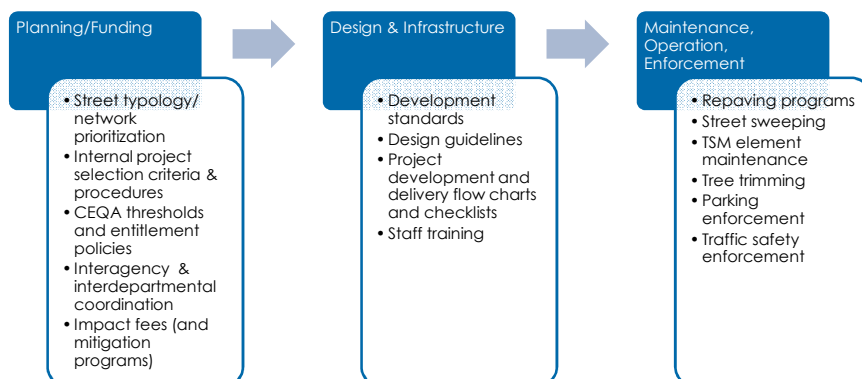 Planning/Funding
• Street typology/
network
prioritization
• Internal project
selection criteria &
procedures
• CEQA thresholds
and entitlement
policies
• Interagency &
interdepartmental
coordination
• Impact fees (and
mitigation
programs)
Design & Infrastructure
• Development
standards
• Design guidelines
• Project
development and
delivery flow charts
and checklists
• Staff training
Maintenance,
Operation,
Enforcement
• Repaving programs
• Street sweeping
• TSM element
maintenance
• Tree trimming
• Parking
enforcement
• Traffic safety
enforcement